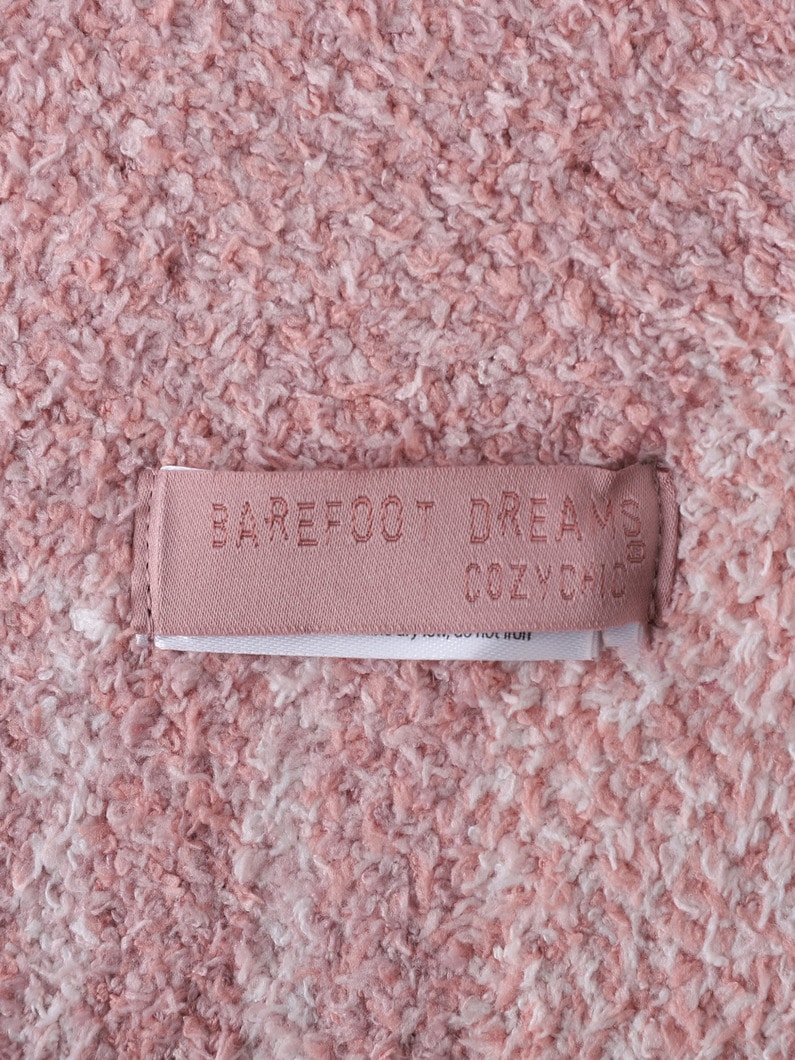 BAREFOOT DREAMS®
COZYCHIC
dry low, do not iron